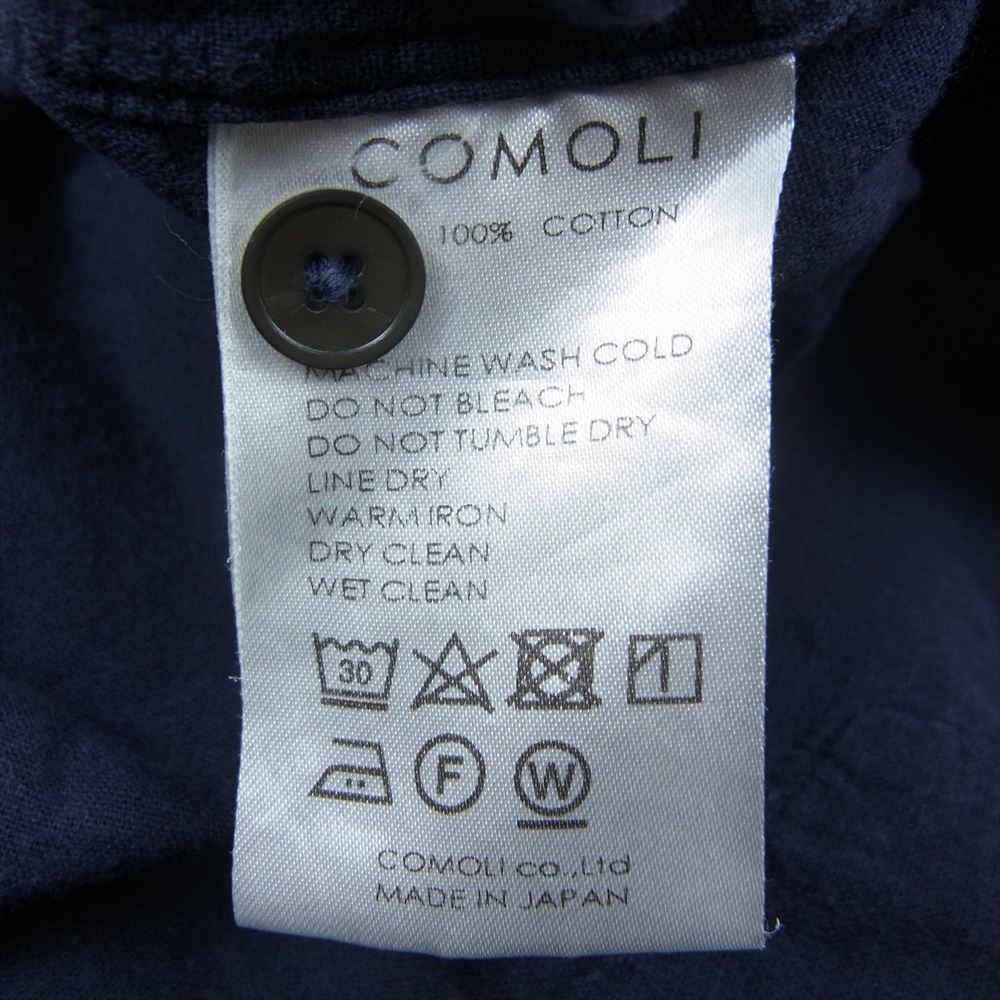 COMOLI
100% COTTON
MACHINE WASH COLD
DO NOT BLEACH
DO NOT TUMBLE DRY
LINE DRY
WARM IRON
DRY CLEAN
WET CLEAN
30
F W
COMOLI co.,Ltd
MADE IN JAPAN